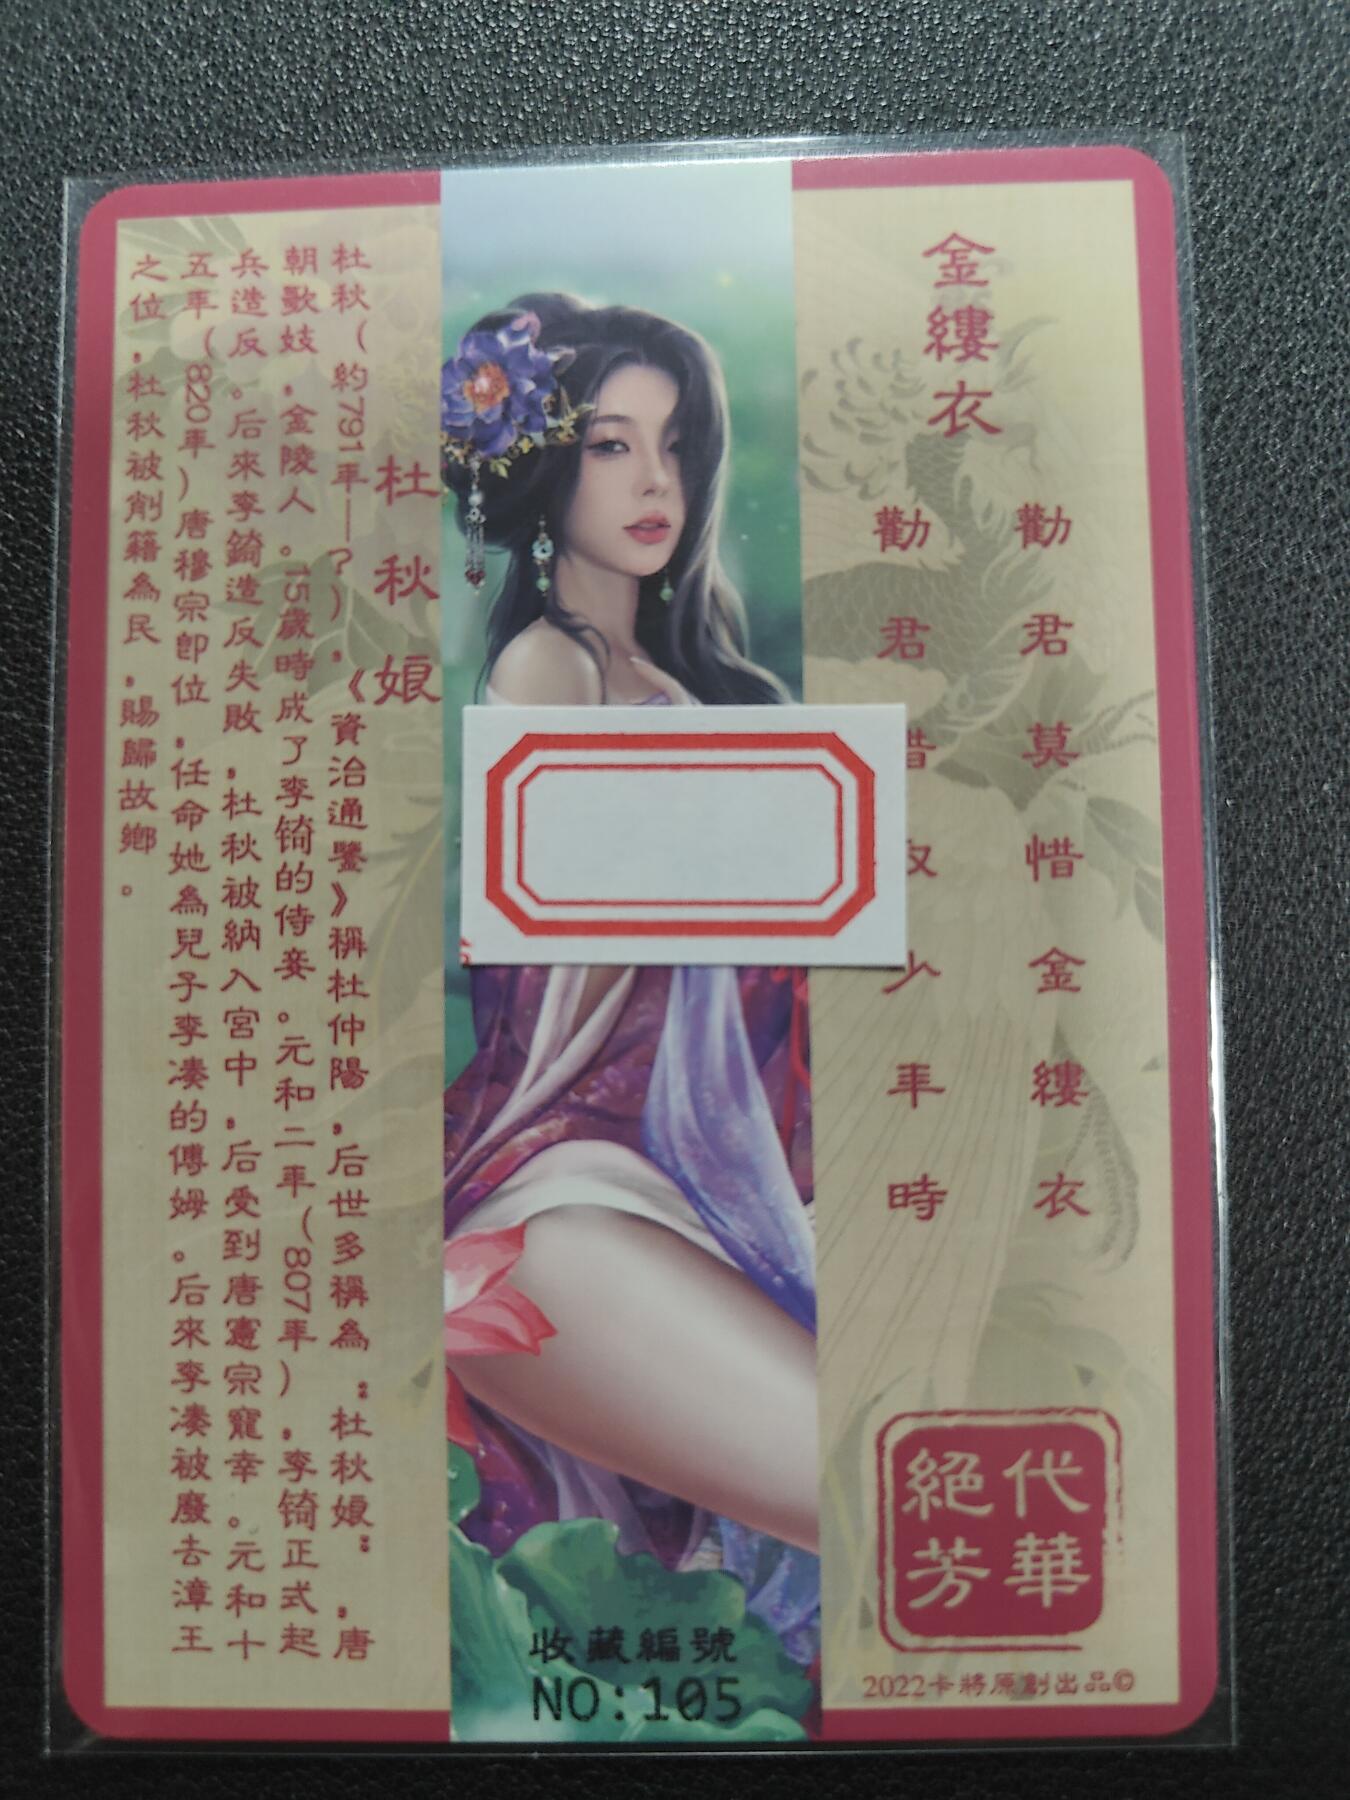 金縷衣
勸君莫惜金縷衣
勸君惜取少年時
杜秋娘
杜秋（約791年——？），《資治通鑒》稱杜仲陽，后世多稱為“杜秋娘”，唐
朝歌妓，金陵人。15歲時成了李锜的侍妾。元和二年（807年），李锜正式起
兵造反。后來李錡造反失敗，杜秋被納入宮中，后受到唐憲宗寵幸。元和十
五年（820年）唐穆宗卽位，任命她為兒子李凑的傅姆。后來李凑被廢去漳王
之位，杜秋被削籍為民，賜歸故鄉。
代華
絕芳
收藏編號
NO:105
2022卡將原創出品©